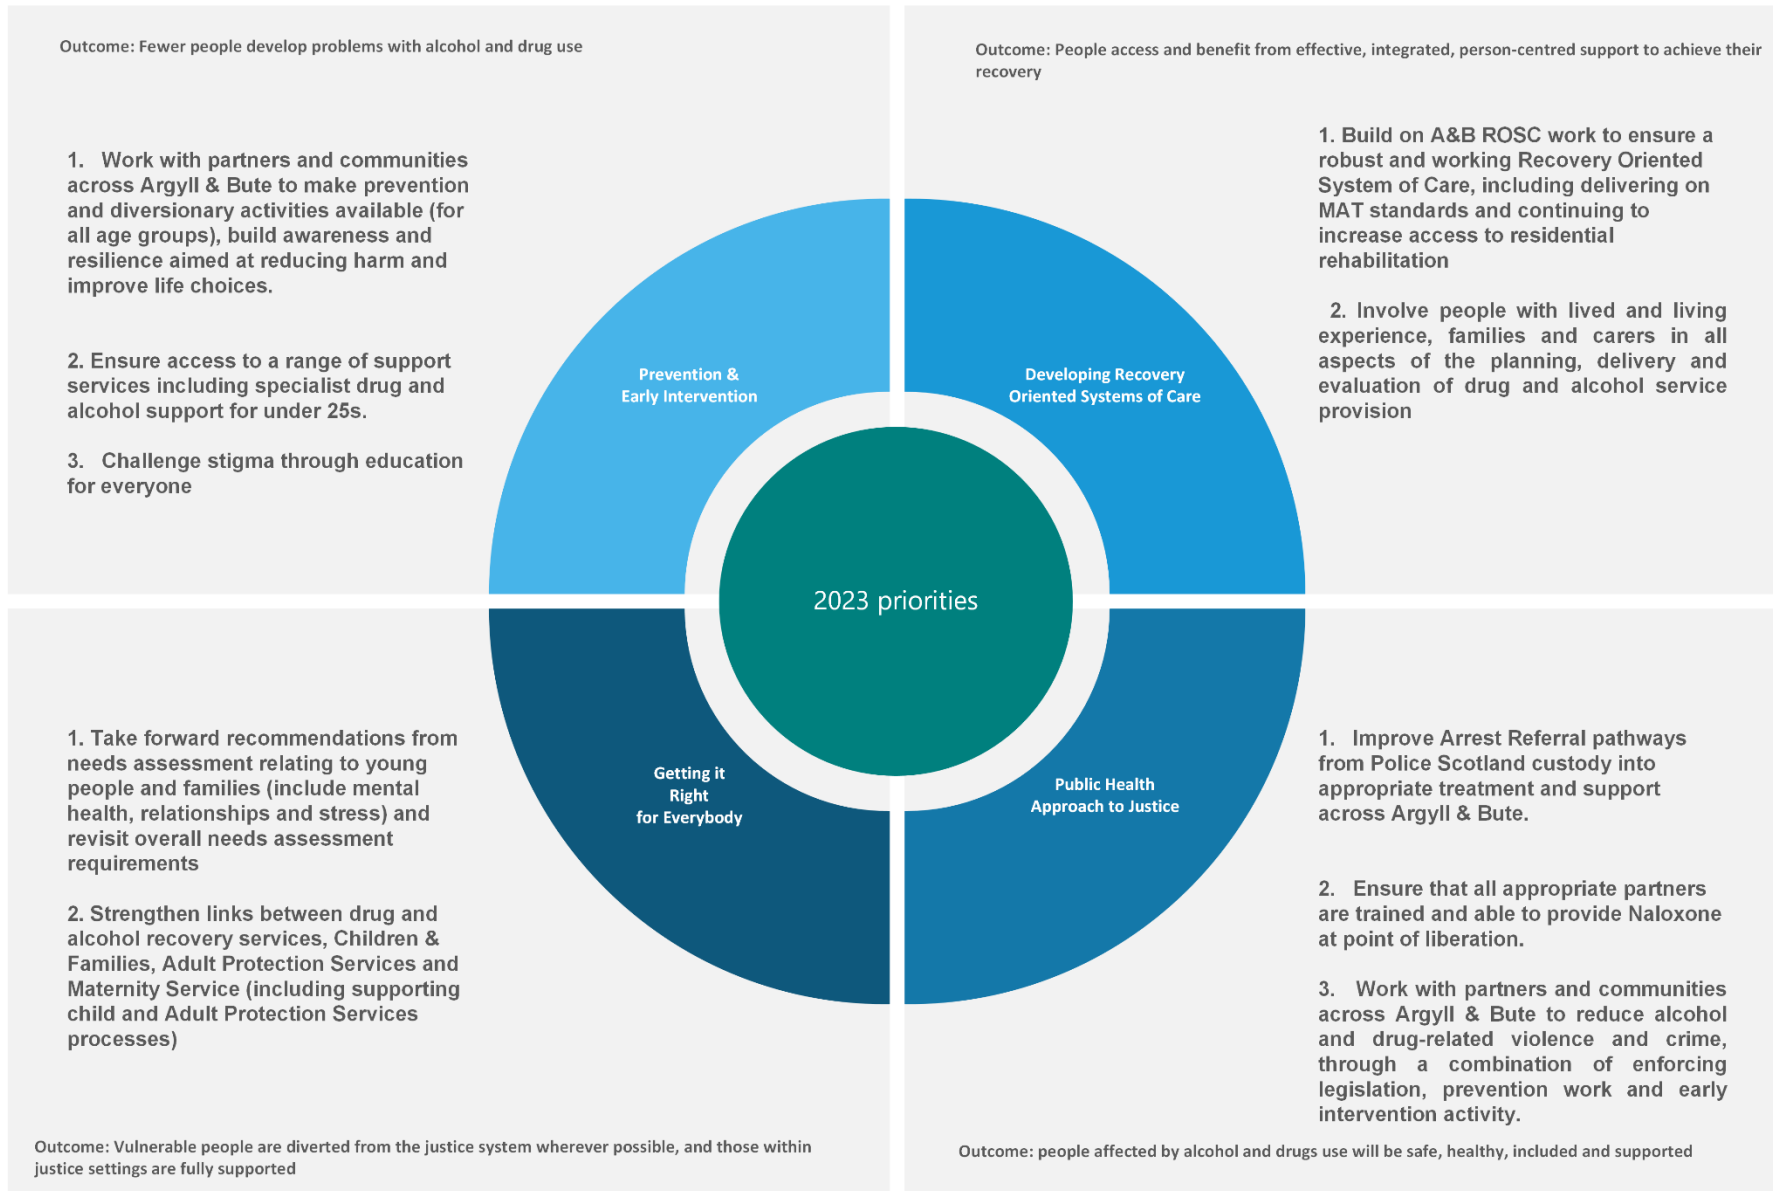 Outcome: Fewer people develop problems with alcohol and drug use
1. Work with partners and communities
across Argyll & Bute to make prevention
and diversionary activities available (for
all age groups), build awareness and
resilience aimed at reducing harm and
improve life choices.
2. Ensure access to a range of support
services including specialist drug and
alcohol support for under 25s.
3. Challenge stigma through education
for everyone
Prevention &
Early Intervention
Outcome: People access and benefit from effective, integrated, person-centred support to achieve their
recovery
1. Build on A&B ROSC work to ensure a
robust and working Recovery Oriented
System of Care, including delivering on
MAT standards and continuing to
increase access to residential
rehabilitation
2. Involve people with lived and living
experience, families and carers in all
aspects of the planning, delivery and
evaluation of drug and alcohol service
provision
Developing Recovery
Oriented Systems of Care
2023 priorities
Getting it
Right
for Everybody
1. Take forward recommendations from
needs assessment relating to young
people and families (include mental
health, relationships and stress) and
revisit overall needs assessment
requirements
2. Strengthen links between drug and
alcohol recovery services, Children &
Families, Adult Protection Services and
Maternity Service (including supporting
child and Adult Protection Services
processes)
Outcome: Vulnerable people are diverted from the justice system wherever possible, and those within
justice settings are fully supported
Public Health
Approach to Justice
1. Improve Arrest Referral pathways
from Police Scotland custody into
appropriate treatment and support
across Argyll & Bute.
2. Ensure that all appropriate partners
are trained and able to provide Naloxone
at point of liberation.
3. Work with partners and communities
across Argyll & Bute to reduce alcohol
and drug-related violence and crime,
through a combination of enforcing
legislation, prevention work and early
intervention activity.
Outcome: people affected by alcohol and drugs use will be safe, healthy, included and supported